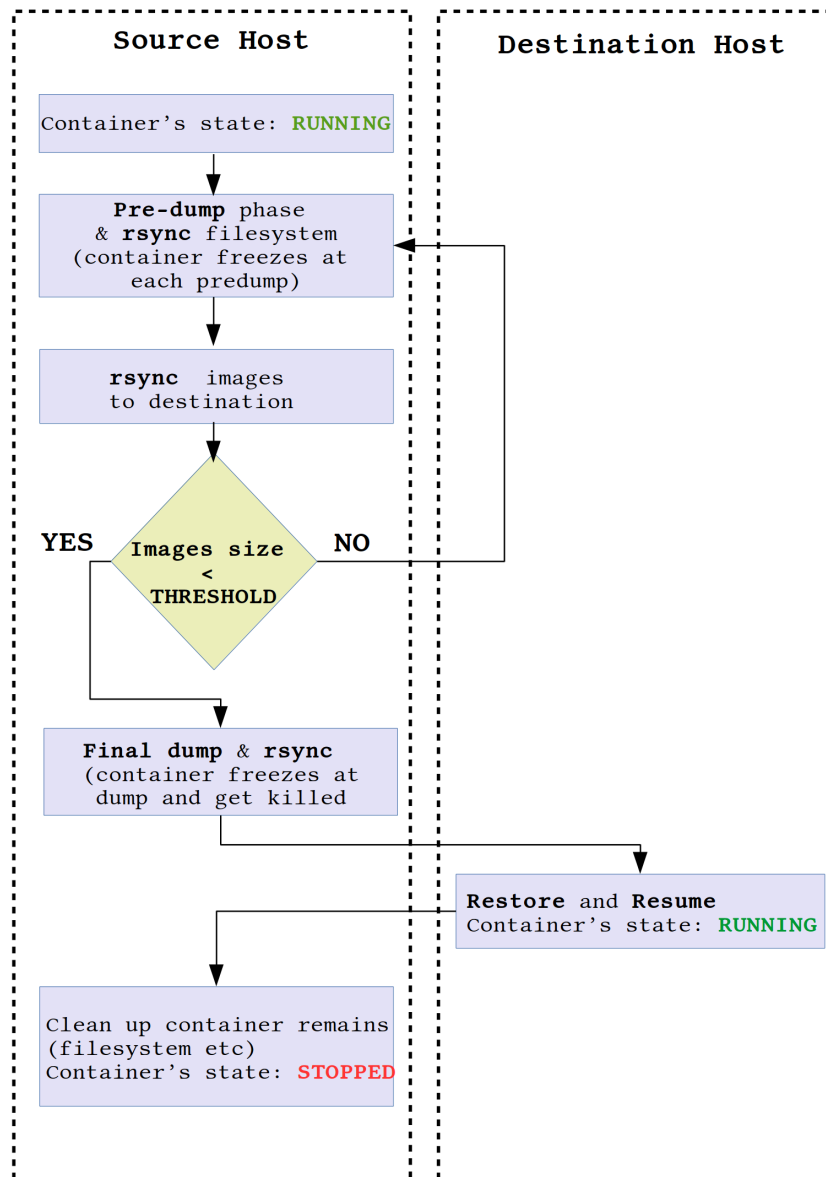 Source Host
Destination Host
Container's state: RUNNING
Pre-dump phase
& rsync filesystem
(container freezes at
each predump)
rsync images
to destination
YES
NO
Images size
<
THRESHOLD
Final dump & rsync
(container freezes at
dump and get killed
Restore and Resume
Container's state: RUNNING
Clean up container remains
(filesystem etc)
Container's state: STOPPED